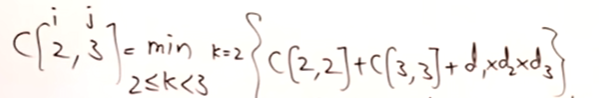 i j
C[2,3] = min k=2 { C[2,2] + C[3,3] + d₁×d₂×d₃ }
2≤k<3